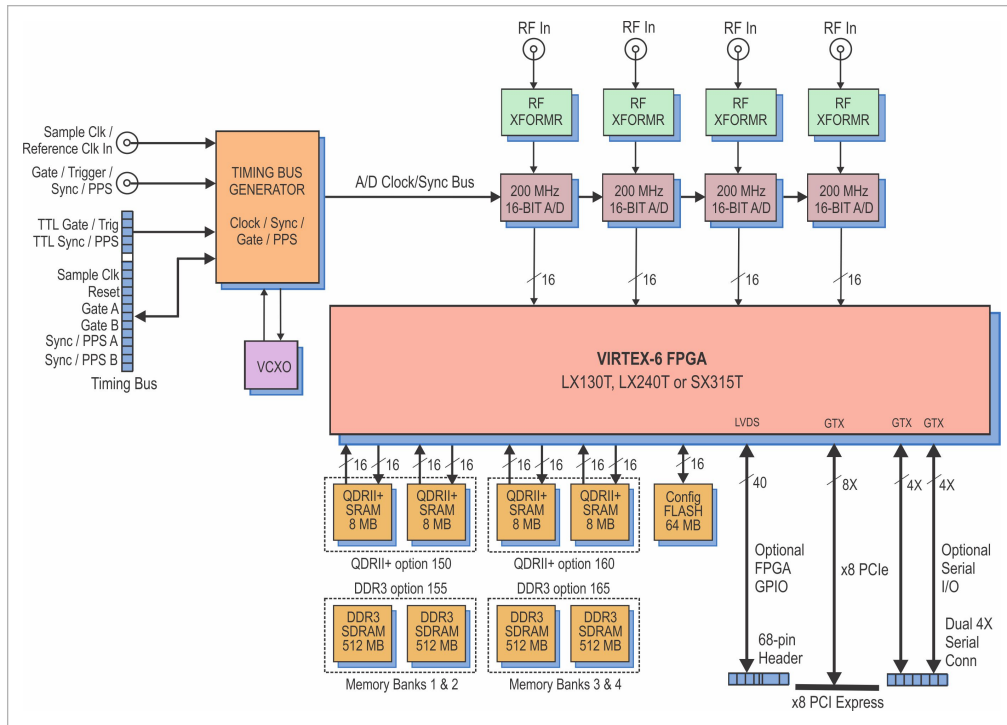 RF In
RF In
RF In
RF In
RF
XFORMR
RF
XFORMR
RF
XFORMR
RF
XFORMR
Sample Clk /
Reference Clk In
Gate / Trigger /
Sync / PPS
TTL Gate / Trig
TTL Sync / PPS
Sample Clk
Reset
Gate A
Gate B
Sync / PPS A
Sync / PPS B
Timing Bus
TIMING BUS
GENERATOR
Clock / Sync /
Gate / PPS
VCXO
A/D Clock/Sync Bus
200 MHz
16-BIT A/D
200 MHz
16-BIT A/D
200 MHz
16-BIT A/D
200 MHz
16-BIT A/D
16
16
16
16
VIRTEX-6 FPGA
LX130T, LX240T or SX315T
LVDS
GTX
GTX
GTX
16
16
16
16
16
16
16
16
16
40
8X
4X
4X
QDRII+
SRAM
8 MB
QDRII+
SRAM
8 MB
QDRII+
SRAM
8 MB
QDRII+
SRAM
8 MB
Config
FLASH
64 MB
QDRII+ option 150
QDRII+ option 160
DDR3 option 155
DDR3 option 165
DDR3
SDRAM
512 MB
DDR3
SDRAM
512 MB
DDR3
SDRAM
512 MB
DDR3
SDRAM
512 MB
Memory Banks 1 & 2
Memory Banks 3 & 4
Optional
FPGA
GPIO
68-pin
Header
x8 PCIe
x8 PCI Express
Optional
Serial
I/O
Dual 4X
Serial
Conn